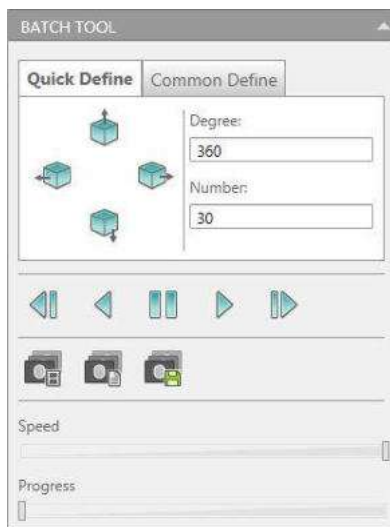 BATCH TOOL
Quick Define
Common Define
Degree:
360
Number:
30
Speed
Progress